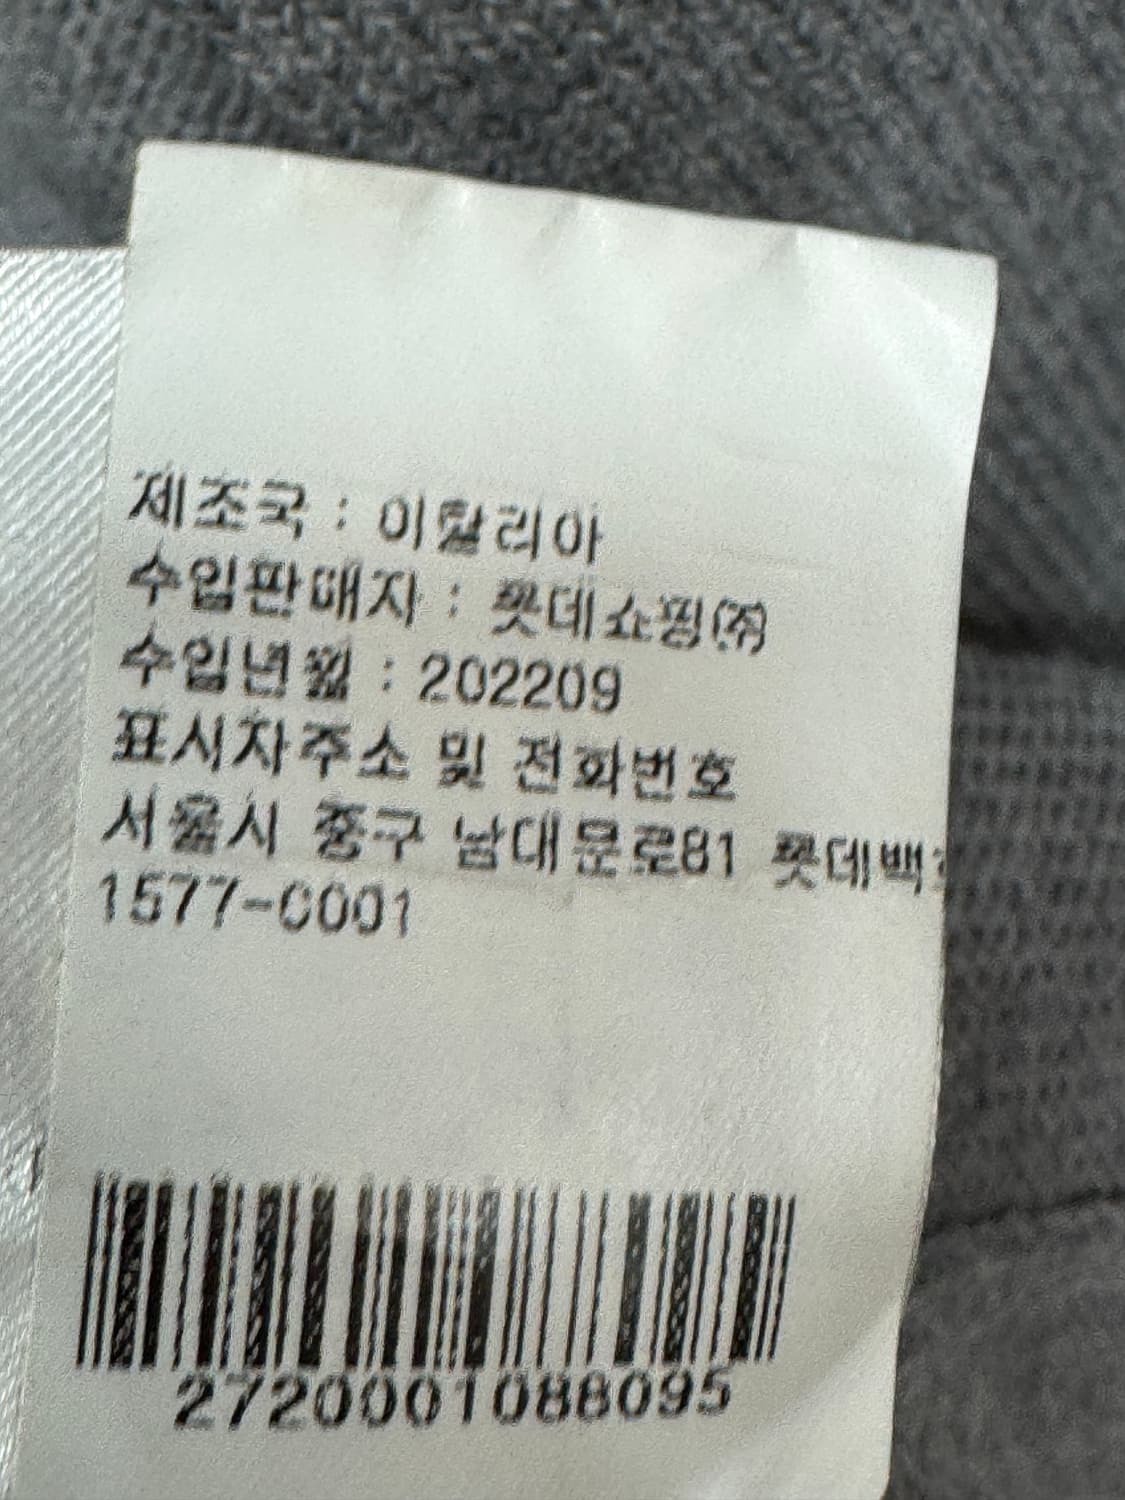 제조국 : 이탈리아
수입판매자 : 롯데쇼핑(주)
수입년월 : 202209
표시자주소 및 전화번호
서울시 중구 남대문로81 롯데백
1577-0001
2720001088095